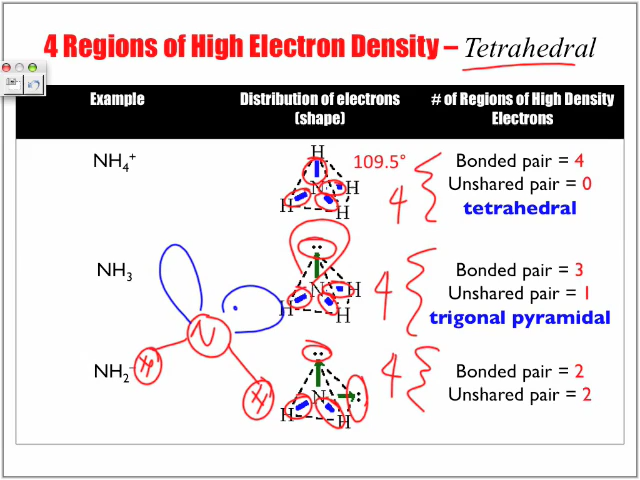 4 Regions of High Electron Density – Tetrahedral
Example
Distribution of electrons
(shape)
# of Regions of High Density
Electrons
NH₄⁺
H
N
H
H
H
109.5°
4
Bonded pair = 4
Unshared pair = 0
tetrahedral
NH₃
N
H
H
H
4
Bonded pair = 3
Unshared pair = 1
trigonal pyramidal
N
H
H
NH₂⁻
N
H
H
4
Bonded pair = 2
Unshared pair = 2